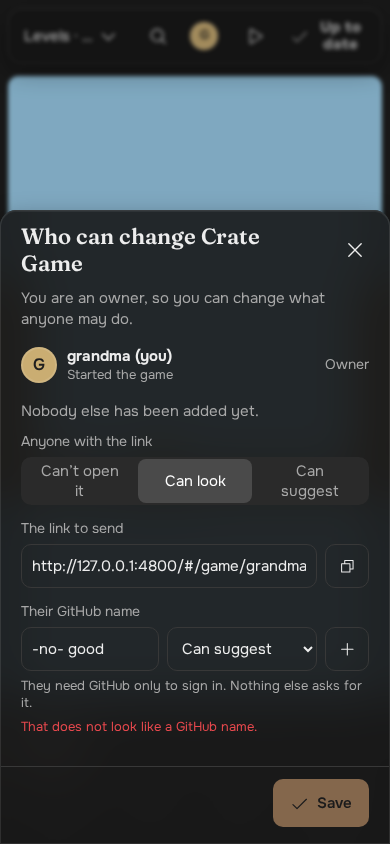 Levels · ...
Up to
date
Who can change Crate
Game
You are an owner, so you can change what
anyone may do.
G
grandma (you)
Started the game
Owner
Nobody else has been added yet.
Anyone with the link
Can't open
it
Can look
Can
suggest
The link to send
http://127.0.0.1:4800/#/game/grandma
Their GitHub name
-no- good
Can suggest
They need GitHub only to sign in. Nothing else asks for
it.
That does not look like a GitHub name.
Save